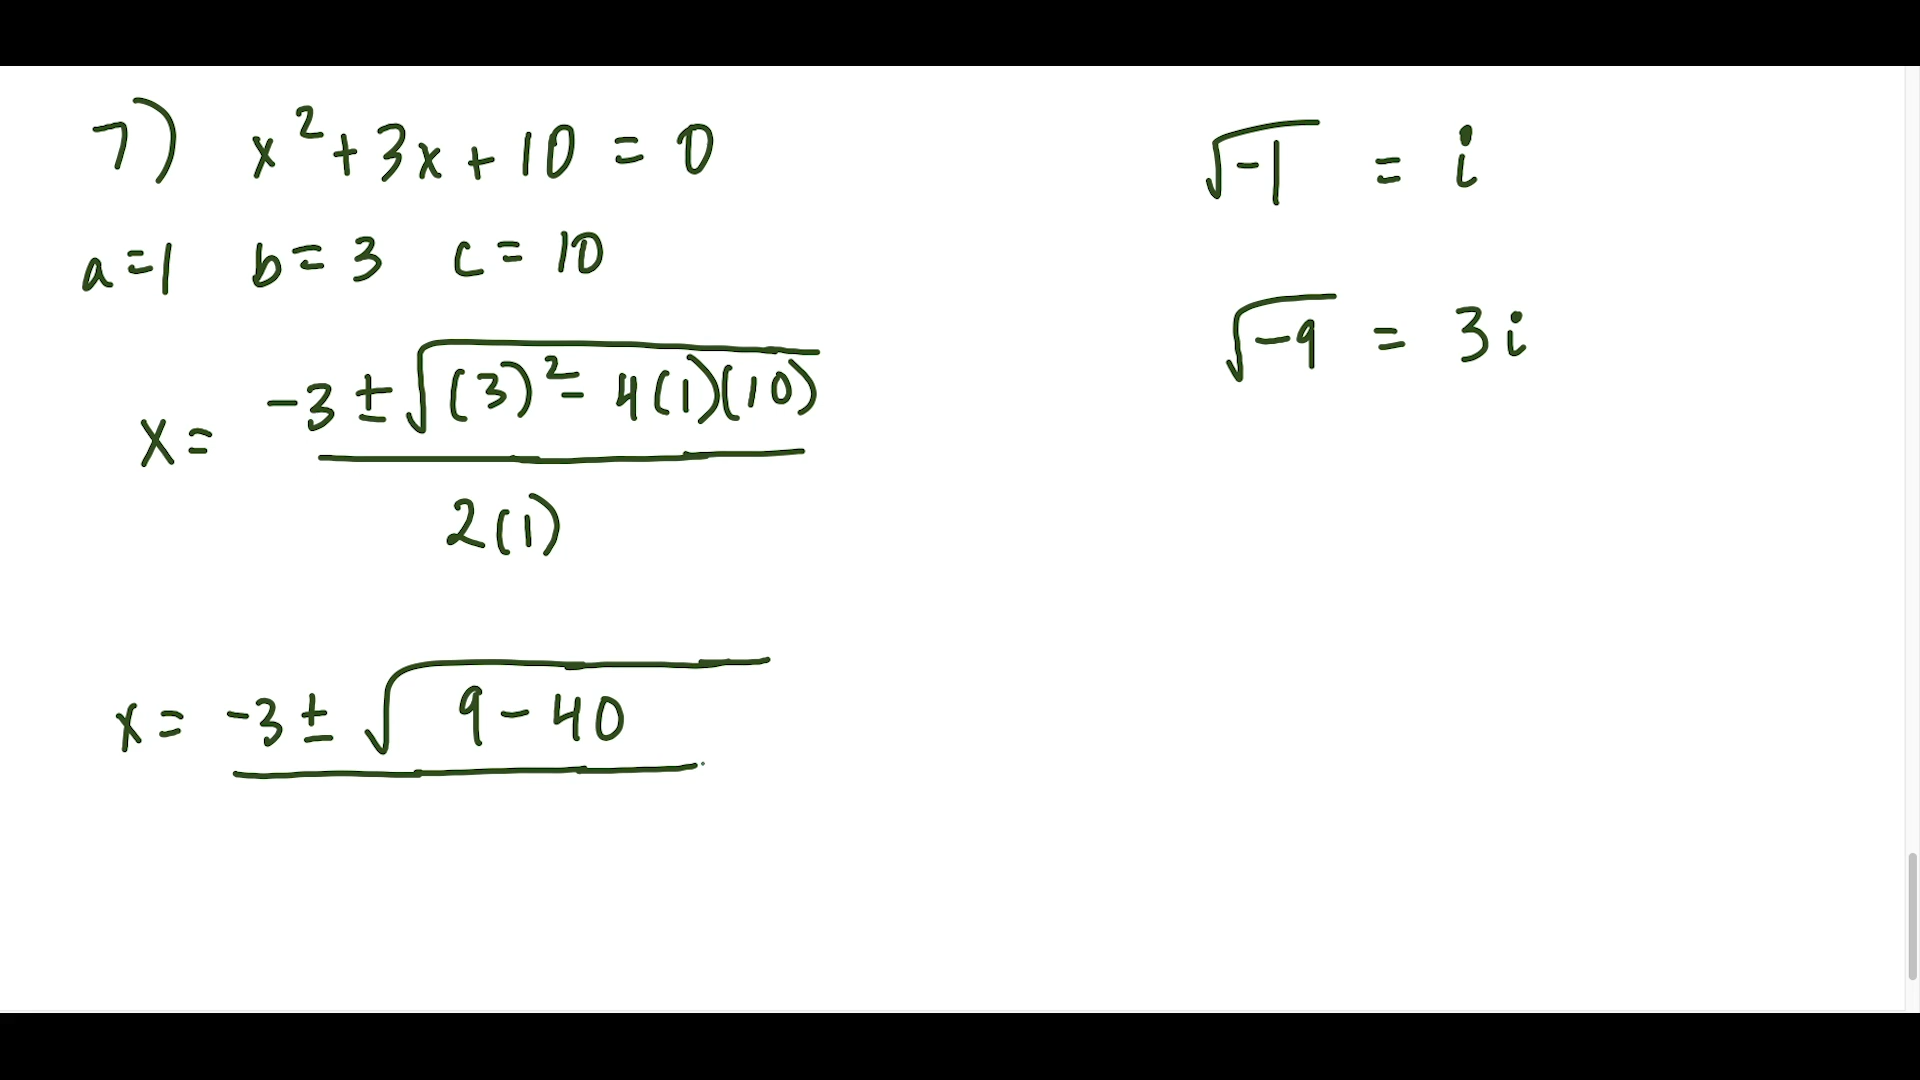 7) x² + 3x + 10 = 0
a = 1 b = 3 c = 10
x = -3 ± √(3)² - 4(1)(10)
2(1)
x = -3 ± √9 - 40
√-1 = i
√-9 = 3i